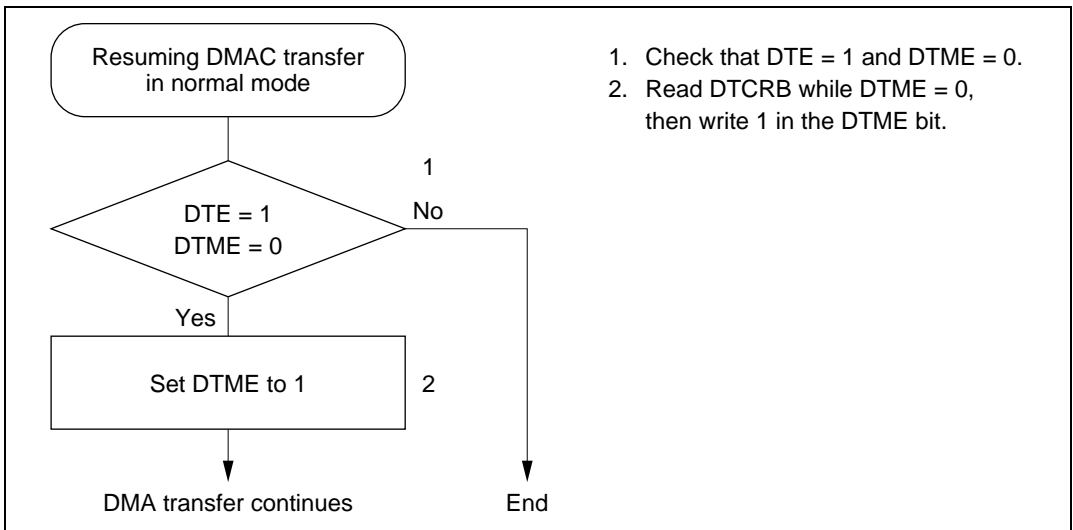 Resuming DMAC transfer
in normal mode
1
DTE = 1
DTME = 0
No
Yes
Set DTME to 1
2
DMA transfer continues
End
1. Check that DTE = 1 and DTME = 0.
2. Read DTCRB while DTME = 0,
then write 1 in the DTME bit.